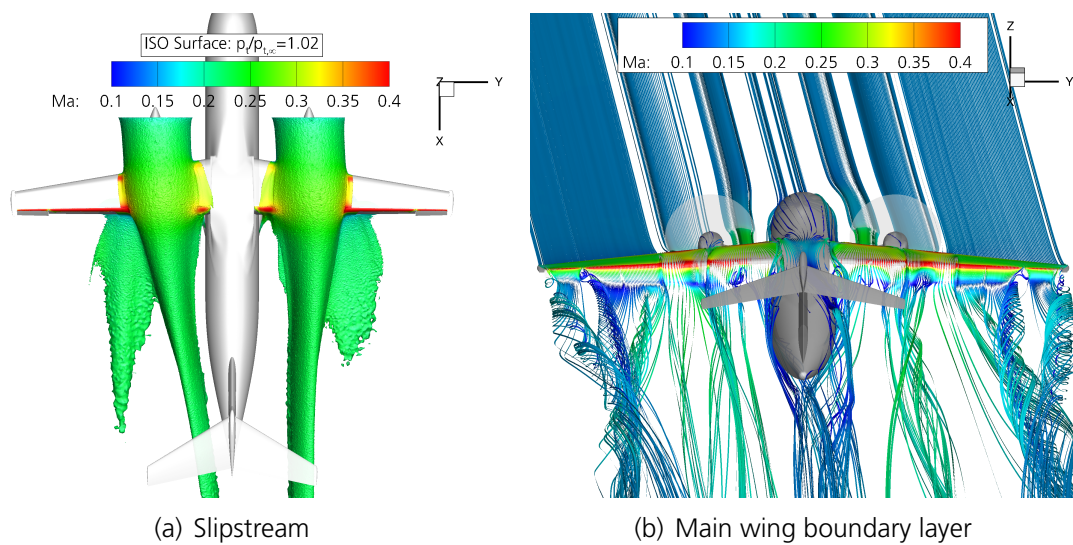 ISO Surface: pₜ/pₜ,∞=1.02
Ma: 0.1 0.15 0.2 0.25 0.3 0.35 0.4
Z Y
X
(a) Slipstream
Ma: 0.1 0.15 0.2 0.25 0.3 0.35 0.4
Z
Y
X
(b) Main wing boundary layer